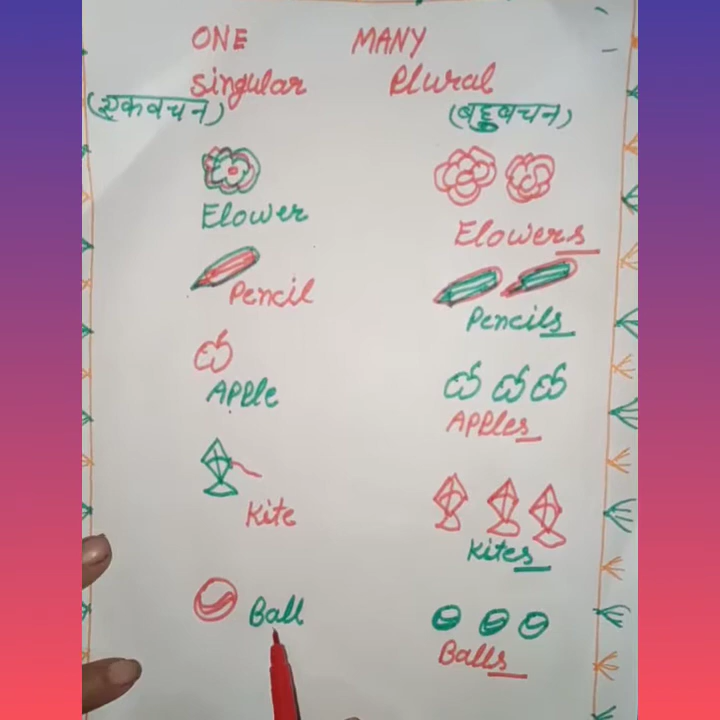 ONE MANY
Singular Plural
(एकवचन) (बहुवचन)
Flower Flowers
Pencil Pencils
Apple Apples
Kite Kites
Ball Balls